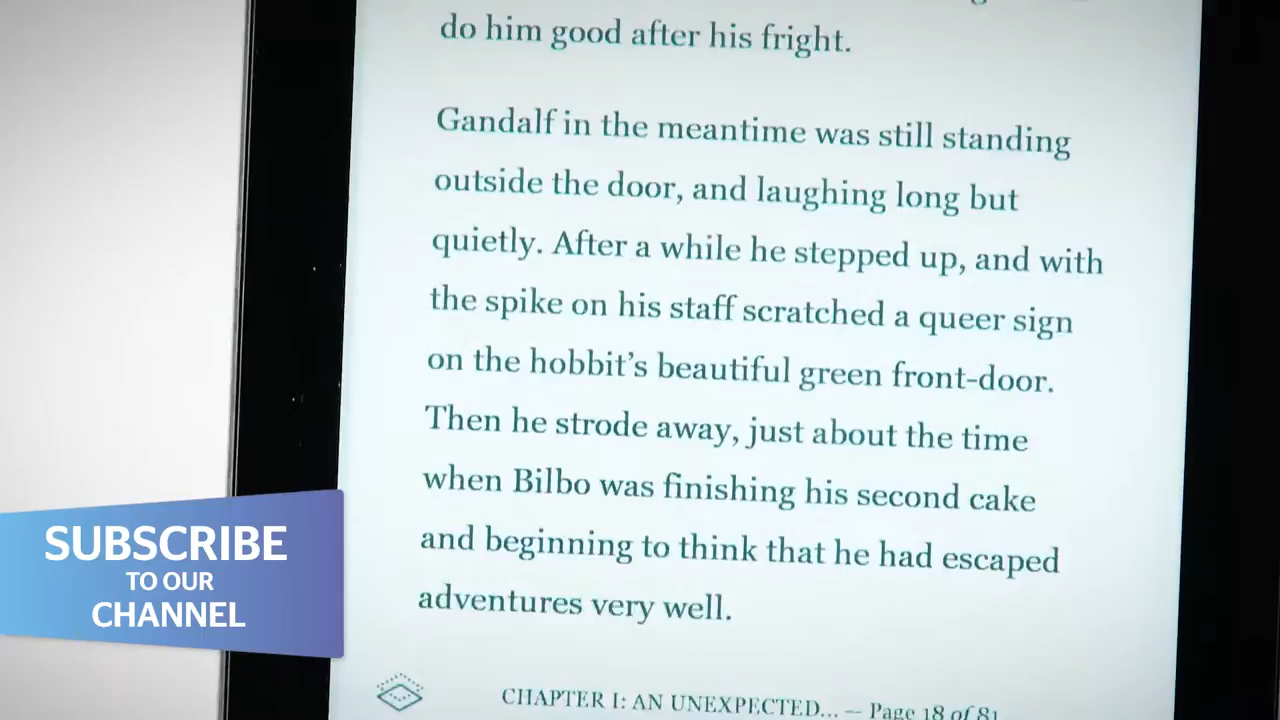 do him good after his fright.
Gandalf in the meantime was still standing
outside the door, and laughing long but
quietly. After a while he stepped up, and with
the spike on his staff scratched a queer sign
on the hobbit’s beautiful green front-door.
Then he strode away, just about the time
when Bilbo was finishing his second cake
and beginning to think that he had escaped
adventures very well.
CHAPTER I: AN UNEXPECTED... — Page 18 of 81
SUBSCRIBE
TO OUR
CHANNEL